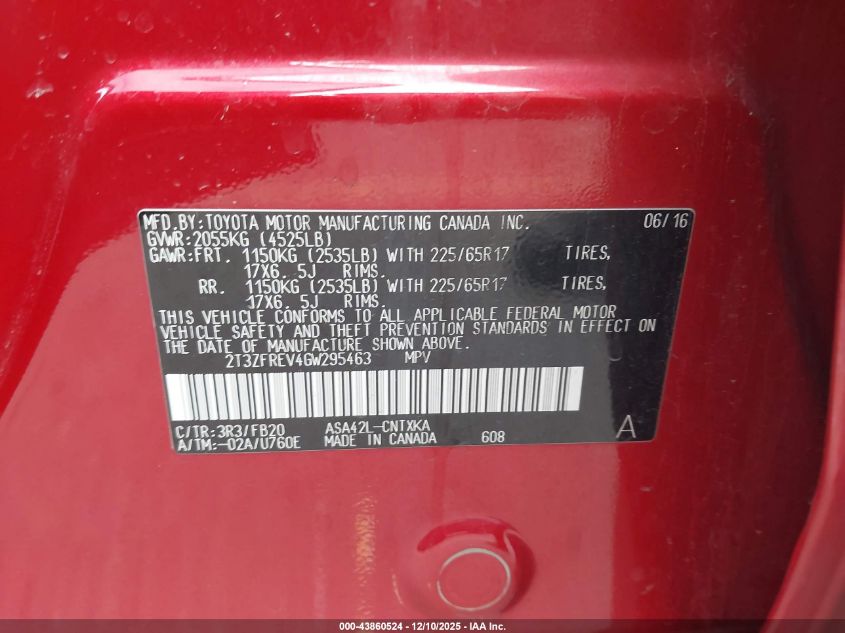 MFD.BY:TOYOTA MOTOR MANUFACTURING CANADA INC. 06/16
GVWR:2055KG (4525LB)
GAWR:FRT. 1150KG (2535LB) WITH 225/65R17 TIRES,
17X6. 5J RIMS.
RR. 1150KG (2535LB) WITH 225/65R17 TIRES,
17X6. 5J RIMS.
THIS VEHICLE CONFORMS TO ALL APPLICABLE FEDERAL MOTOR
VEHICLE SAFETY AND THEFT PREVENTION STANDARDS IN EFFECT ON
THE DATE OF MANUFACTURE SHOWN ABOVE.
2T3ZFREV4GW295463 MPV
C/TR:3R3/FB20 ASA42L-CNTXKA
A/TM:-02A/U760E MADE IN CANADA 608 A
000-43860524 - 12/10/2025 - IAA Inc.